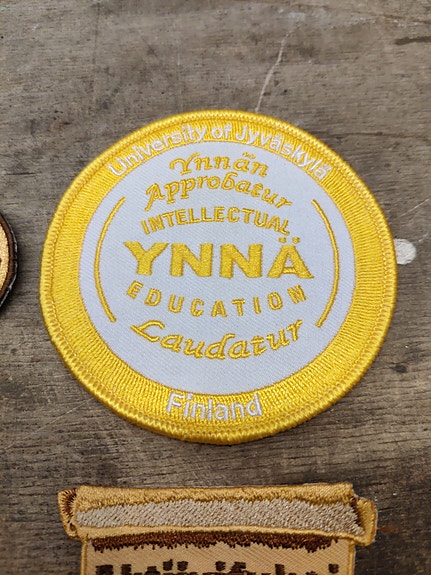 University of Jyväskylä
Ynnän
Approbatur
INTELLECTUAL
YNNÄ
EDUCATION
Laudatur
Finland